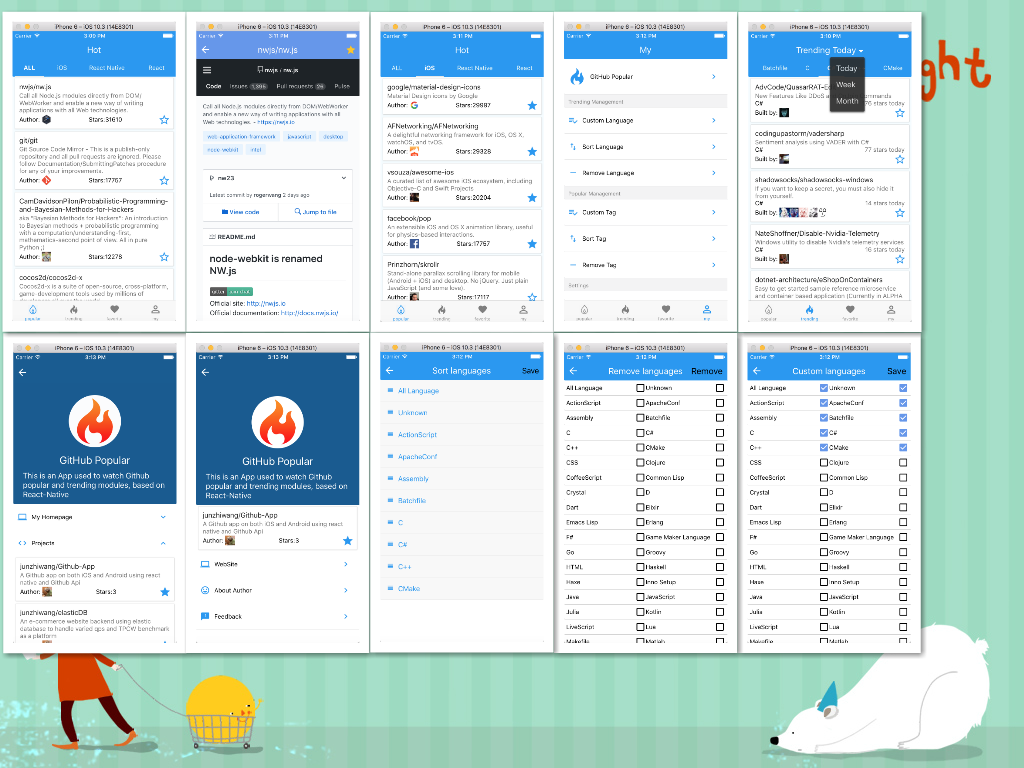 iPhone 6 – iOS 10.3 (14E8301)
Carrier
3:09 PM
Hot
ALL
iOS
React Native
React
nwjs/nw.js
Call all Node.js modules directly from DOM/
WebWorker and enable a new way of writing
applications with all Web technologies.
Author:
Stars:31610
git/git
Git Source Code Mirror - This is a publish-only
repository and all pull requests are ignored. Please
follow Documentation/SubmittingPatches procedure
for any of your improvements.
Author:
Stars:17757
CamDavidsonPilon/Probabilistic-Programming-
and-Bayesian-Methods-for-Hackers
aka "Bayesian Methods for Hackers": An introduction
to Bayesian methods + probabilistic programming
with a computation/understanding-first,
mathematics-second point of view. All in pure
Python ;)
Author:
Stars:12278
cocos2d/cocos2d-x
Cocos2d-x is a suite of open-source, cross-platform,
game-development tools used by millions of
popular
trending
favorite
my
iPhone 6 – iOS 10.3 (14E8301)
Carrier
3:11 PM
nwjs/nw.js
nwjs / nw.js
Code
Issues 1,396
Pull requests 26
Pulse
Call all Node.js modules directly from DOM/WebWorker
and enable a new way of writing applications with all
Web technologies. - https://nwjs.io
web-application-framework
javascript
desktop
node-webkit
intel
nw23
Latest commit by rogerwang 2 days ago
View code
Jump to file
README.md
node-webkit is renamed
NW.js
Official site: http://nwjs.io
Official documentation: http://docs.nwjs.io/
iPhone 6 – iOS 10.3 (14E8301)
Carrier
3:11 PM
Hot
ALL
iOS
React Native
React
google/material-design-icons
Material Design icons by Google
Author:
Stars:29987
AFNetworking/AFNetworking
A delightful networking framework for iOS, OS X,
watchOS, and tvOS.
Author:
Stars:29328
vsouza/awesome-ios
A curated list of awesome iOS ecosystem, including
Objective-C and Swift Projects
Author:
Stars:20204
facebook/pop
An extensible iOS and OS X animation library, useful
for physics-based interactions.
Author:
Stars:17757
Prinzhorn/skrollr
Stand-alone parallax scrolling library for mobile
(Android + iOS) and desktop. No jQuery. Just plain
JavaScript (and some love).
Author:
Stars:17117
popular
trending
favorite
my
iPhone 6 – iOS 10.3 (14E8301)
Carrier
3:12 PM
My
GitHub Popular
Trending Management
Custom Language
Sort Language
Remove Language
Popular Management
Custom Tag
Sort Tag
Remove Tag
Settings
popular
trending
favorite
my
iPhone 6 – iOS 10.3 (14E8301)
Carrier
3:10 PM
Trending Today
Today
Week
Month
Batchfile
C
CMake
AdvCode/QuasarRAT-E
New Features Like DDoS
commands
C#
76 stars today
Built by:
codingupastorm/vadersharp
Sentiment analysis using VADER with C#
C#
77 stars today
Built by:
shadowsocks/shadowsocks-windows
If you want to keep a secret, you must also hide it
from yourself.
C#
14 stars today
Built by:
NateShoffner/Disable-Nvidia-Telemetry
Windows utility to disable Nvidia's telemetry services
C#
16 stars today
Built by:
dotnet-architecture/eShopOnContainers
Easy to get started sample reference microservice
and container based application (Currently in ALPHA
popular
trending
favorite
my
ght
iPhone 6 – iOS 10.3 (14E8301)
Carrier
3:13 PM
GitHub Popular
This is an App used to watch Github
popular and trending modules, based on
React-Native
My Homepage
Projects
junzhiwang/Github-App
A Github app on both iOS and Android using react
native and Github Api
Author:
Stars:3
junzhiwang/elasticDB
An e-commerce website backend using elastic
database to handle varied qps and TPCW benchmark
as a platform
iPhone 6 – iOS 10.3 (14E8301)
Carrier
3:13 PM
GitHub Popular
This is an App used to watch Github
popular and trending modules, based on
React-Native
junzhiwang/Github-App
A Github app on both iOS and Android using react
native and Github Api
Author:
Stars:3
WebSite
About Author
Feedback
iPhone 6 – iOS 10.3 (14E8301)
Carrier
3:12 PM
Sort languages
Save
All Language
Unknown
ActionScript
ApacheConf
Assembly
Batchfile
C
C#
C++
CMake
iPhone 6 – iOS 10.3 (14E8301)
Carrier
3:12 PM
Remove languages
Remove
All Language
Unknown
ActionScript
ApacheConf
Assembly
Batchfile
C
C#
C++
CMake
CSS
Clojure
CoffeeScript
Common Lisp
Crystal
D
Dart
Elixir
Emacs Lisp
Erlang
F#
Game Maker Language
Go
Groovy
HTML
Haskell
Haxe
Inno Setup
Java
JavaScript
Julia
Kotlin
LiveScript
Lua
Makefile
Matlab
iPhone 6 – iOS 10.3 (14E8301)
Carrier
3:12 PM
Custom languages
Save
All Language
Unknown
ActionScript
ApacheConf
Assembly
Batchfile
C
C#
C++
CMake
CSS
Clojure
CoffeeScript
Common Lisp
Crystal
D
Dart
Elixir
Emacs Lisp
Erlang
F#
Game Maker Language
Go
Groovy
HTML
Haskell
Haxe
Inno Setup
Java
JavaScript
Julia
Kotlin
LiveScript
Lua
Makefile
Matlab